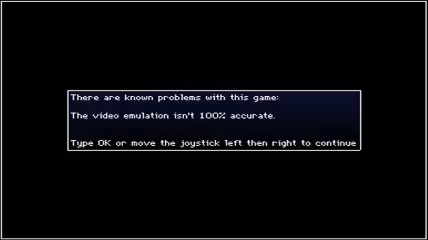 There are known problems with this game:
The video emulation isn't 100% accurate.
Type OK or move the joystick left then right to continue